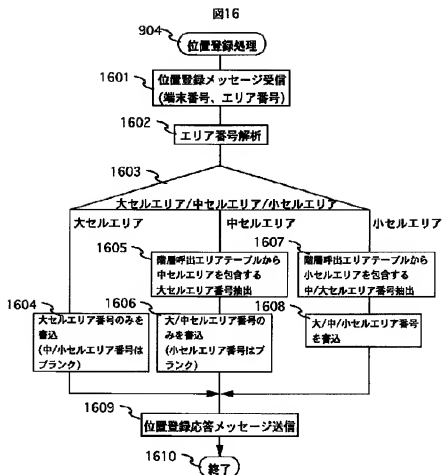 図16
904
位置登録処理
1601
位置登録メッセージ受信
(端末番号、エリア番号)
1602
エリア番号解析
1603
大セルエリア/中セルエリア/小セルエリア
大セルエリア
中セルエリア
小セルエリア
1605
階層呼出エリアテーブルから
中セルエリアを包含する
大セルエリア番号抽出
1607
階層呼出エリアテーブルから
小セルエリアを包含する
中/大セルエリア番号抽出
1604
大セルエリア番号のみを
書込
(中/小セルエリア番号は
ブランク)
1606
大/中セルエリア番号の
みを書込
(小セルエリア番号はブ
ランク)
1608
大/中/小セルエリア番号
を書込
1609
位置登録応答メッセージ送信
1610
終了